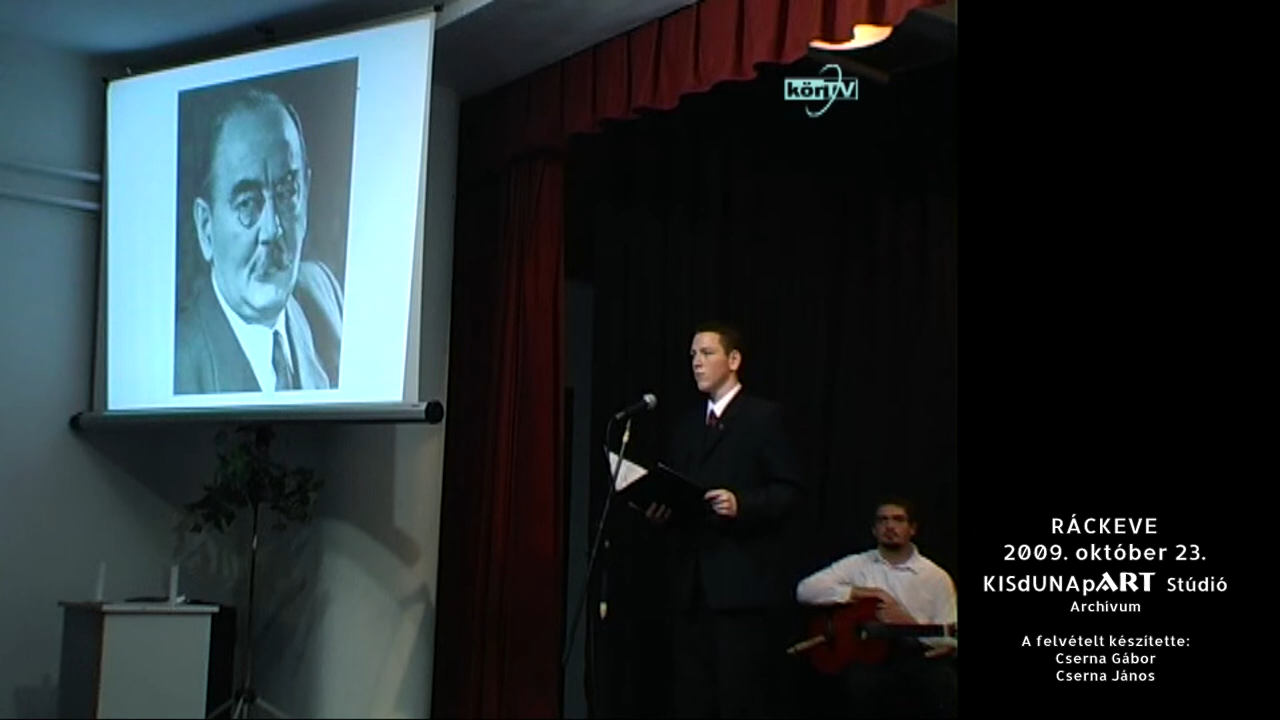 körTV
RÁCKEVE
2009. október 23.
KISdUNApART Stúdió
Archívum
A felvételt készítette:
Cserna Gábor
Cserna János